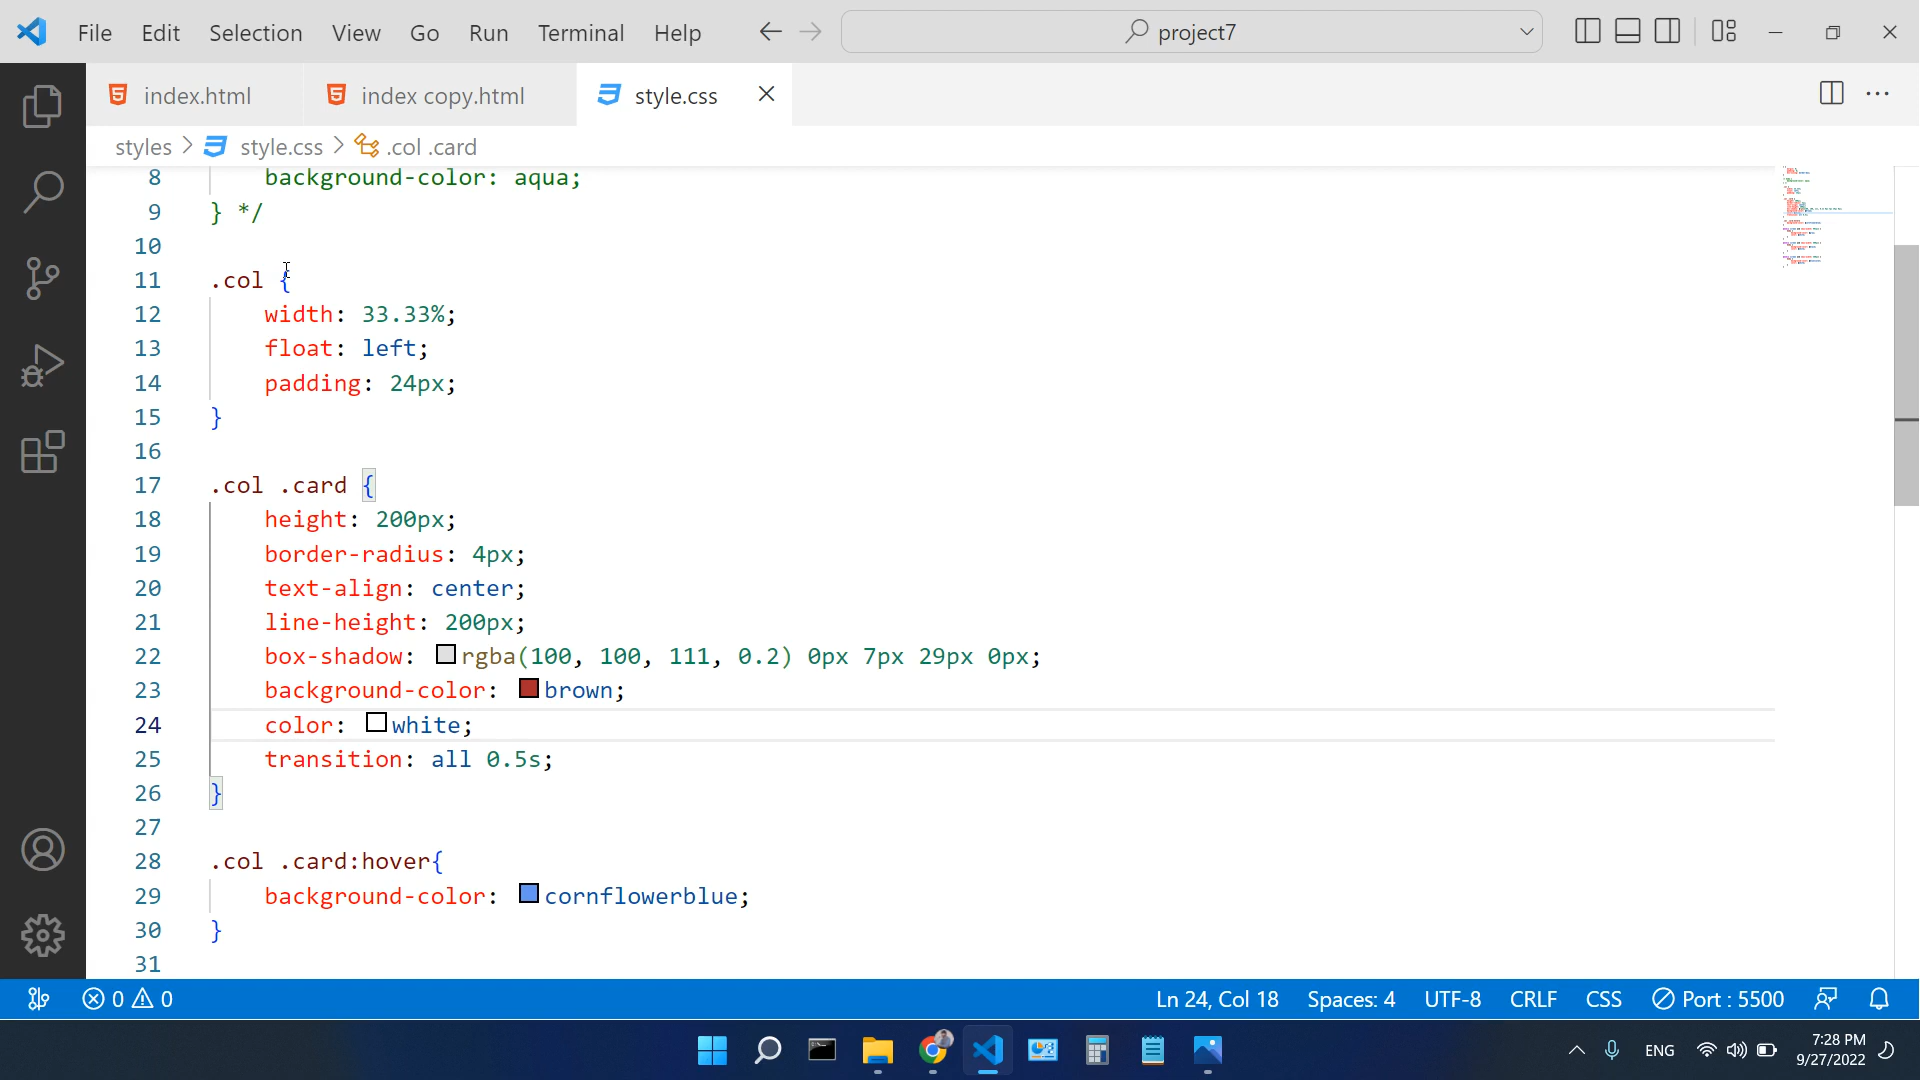 File Edit Selection View Go Run Terminal Help project7
index.html index copy.html style.css
styles > style.css > .col .card
8 background-color: aqua;
9 } */
10
11 .col {
12 width: 33.33%;
13 float: left;
14 padding: 24px;
15 }
16
17 .col .card {
18 height: 200px;
19 border-radius: 4px;
20 text-align: center;
21 line-height: 200px;
22 box-shadow: rgba(100, 100, 111, 0.2) 0px 7px 29px 0px;
23 background-color: brown;
24 color: white;
25 transition: all 0.5s;
26 }
27
28 .col .card:hover{
29 background-color: cornflowerblue;
30 }
31
0 0 Ln 24, Col 18 Spaces: 4 UTF-8 CRLF CSS Port : 5500
ENG 7:28 PM
9/27/2022